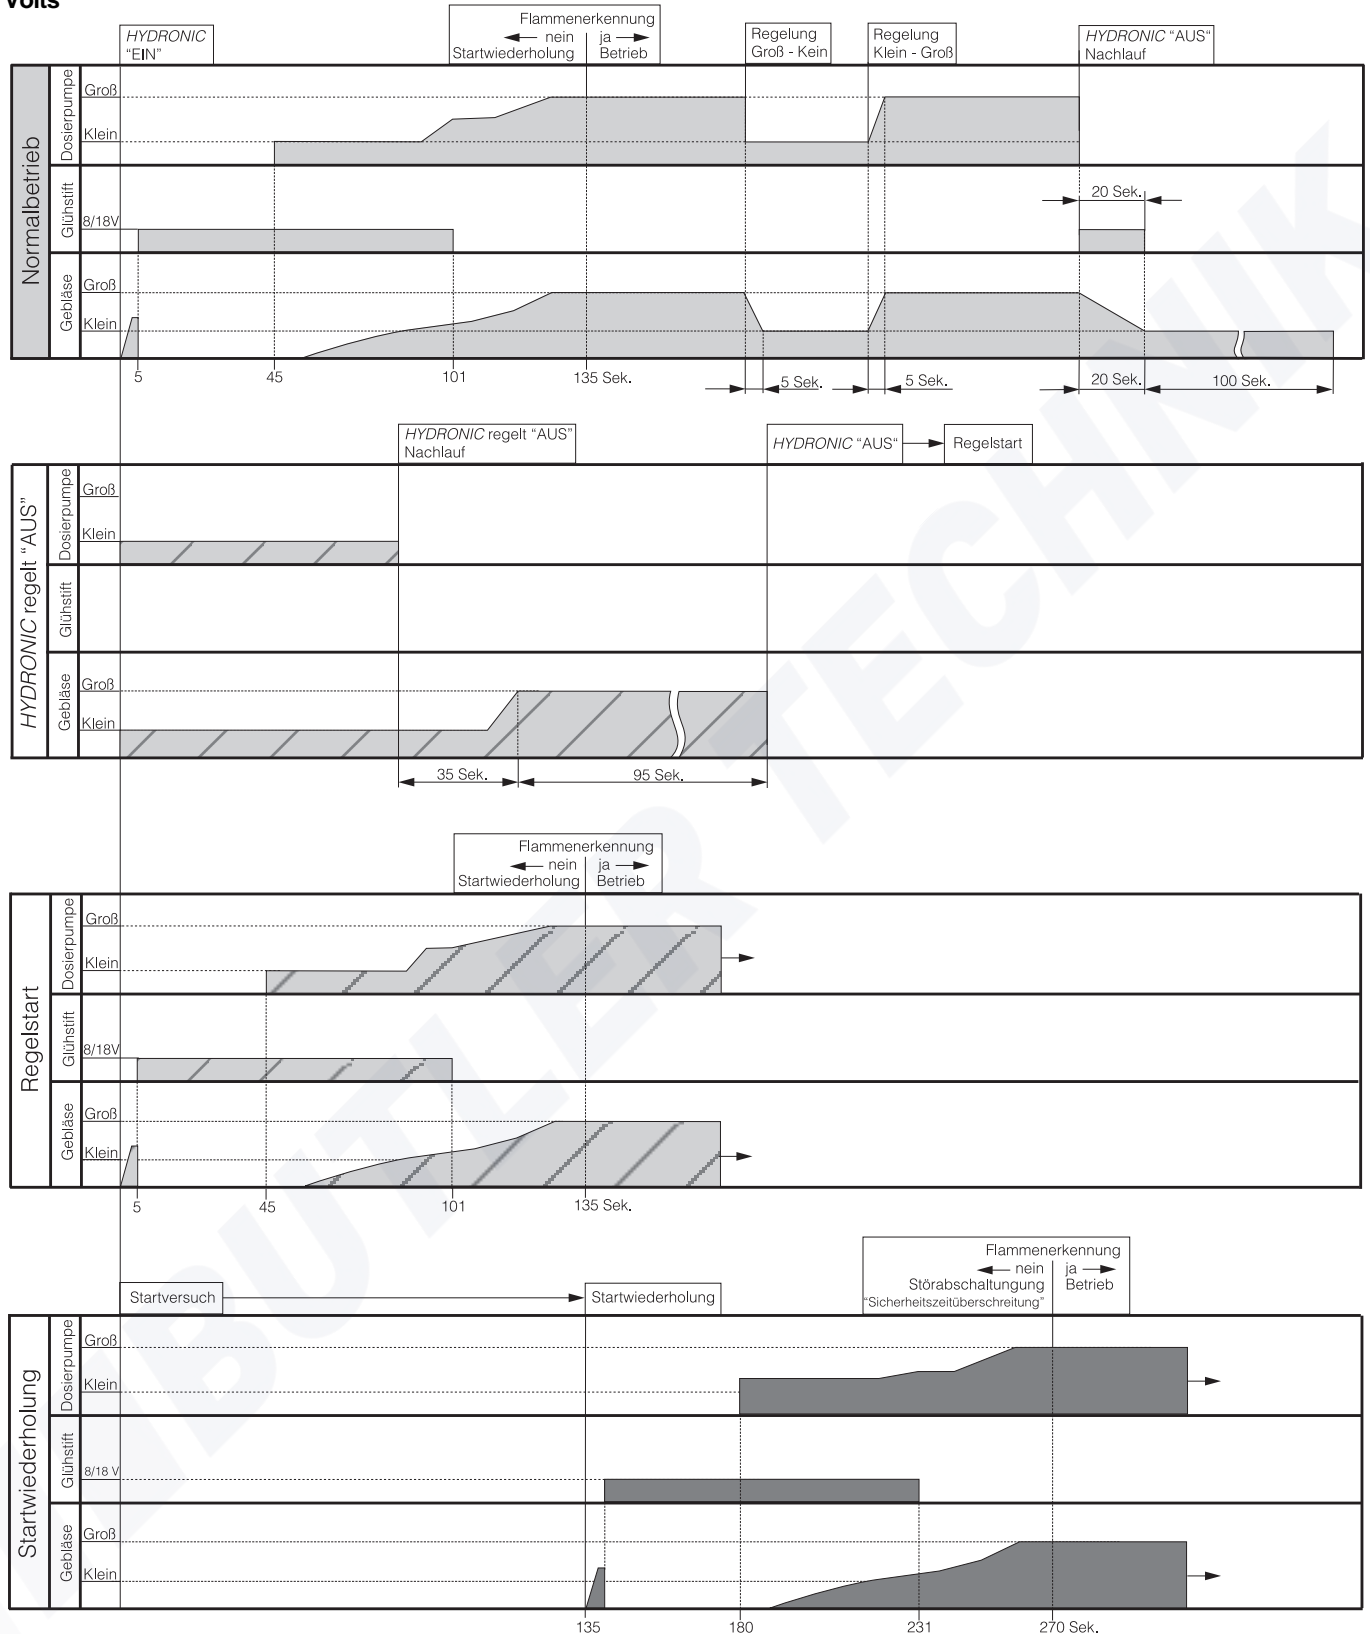 Volts
HYDRONIC
"EIN"
Flammenerkennung
nein ja
Startwiederholung Betrieb
Regelung
Groß - Kein
Regelung
Klein - Groß
HYDRONIC "AUS"
Nachlauf
Normalbetrieb
Dosierpumpe
Groß
Klein
Glühstift
8/18V
20 Sek.
Gebläse
Groß
Klein
5 45 101 135 Sek. 5 Sek. 5 Sek. 20 Sek. 100 Sek.
HYDRONIC regelt "AUS"
Nachlauf
HYDRONIC "AUS" Regelstart
HYDRONIC regelt "AUS"
Dosierpumpe
Groß
Klein
Glühstift
Gebläse
Groß
Klein
35 Sek. 95 Sek.
Flammenerkennung
nein ja
Startwiederholung Betrieb
Regelstart
Dosierpumpe
Groß
Klein
Glühstift
8/18V
Gebläse
Groß
Klein
5 45 101 135 Sek.
Flammenerkennung
nein ja
Störabschaltungung Betrieb
"Sicherheitszeitüberschreitung"
Startversuch Startwiederholung
Startwiederholung
Dosierpumpe
Groß
Klein
Glühstift
8/18 V
Gebläse
Groß
Klein
135 180 231 270 Sek.
BUTLER TECHNIK